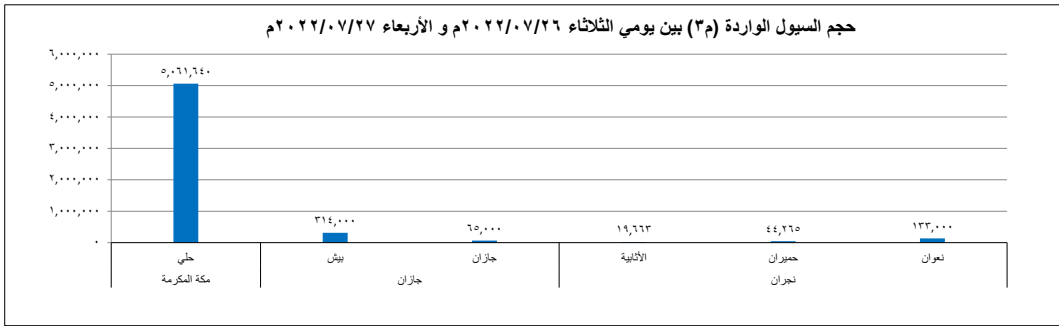 حجم السيول الواردة (م٣) بين يومي الثلاثاء ٢٠٢٢/٠٧/٢٦م و الأربعاء ٢٠٢٢/٠٧/٢٧م
٦,٠٠٠,٠٠٠
٥,٠٠٠,٠٠٠
٤,٠٠٠,٠٠٠
٣,٠٠٠,٠٠٠
٢,٠٠٠,٠٠٠
١,٠٠٠,٠٠٠
٠
٥,٠٦١,٦٤٠
٣١٤,٠٠٠
٦٥,٠٠٠
١٩,٦٦٣
٤٤,٢٦٥
١٣٣,٠٠٠
حلي
بيش
جازان
الأثايبة
حميران
نعوان
مكة المكرمة
جازان
نجران